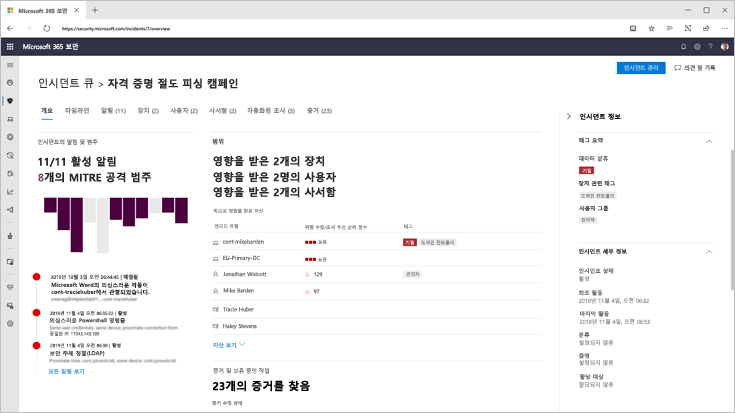 Microsoft 365 보안
https://security.microsoft.com/incidents/7/overview
Microsoft 365 보안
인시던트 관리
의견 및 기록
인시던트 큐 > 자격 증명 절도 피싱 캠페인
개요
타임라인
알림 (11)
장치 (2)
사용자 (2)
사서함 (2)
자동화된 조사 (3)
증거 (23)
인시던트의 알림 및 범주
11/11 활성 알림
8개의 MITRE 공격 범주
2019년 10월 3일 오전 06:44:45 | 해결됨
Microsoft Word의 의심스러운 작동이
cont-traciehuber에서 관찰되었습니다.
2019년 11월 4일 오전 | 활성
의심스러운 Powershell 명령줄
Same user credentials, same device, proximate connection from
동일한 IP:
2019년 11월 4일 오전 | 활성
보안 주체 정찰(LDAP)
모든 알림 보기
범위
영향을 받은 2개의 장치
영향을 받은 2명의 사용자
영향을 받은 2개의 사서함
최고로 영향을 받은 자산
엔터티 유형
위험 수준/조사 우선 순위 점수
태그
cont-mikebarden
높음
기밀
도메인 컨트롤러
EU-Primary-DC
높음
Jonathan Wolcott
129
관리자
Mike Barden
97
Tracie Huber
Haley Stevens
자산 보기
증거 및 보류 중인 작업
23개의 증거를 찾음
증거 수정 상태
인시던트 정보
태그 요약
데이터 분류
기밀
장치 관련 태그
도메인 컨트롤러
사용자 그룹
관리자
인시던트 세부 정보
인시던트 상태
활성
최초 활동
2019년 11월 4일, 오전 06:32
마지막 활동
2019년 11월 4일, 오전 06:53
분류
설정되지 않음
결정
설정되지 않음
할당 대상
할당되지 않음